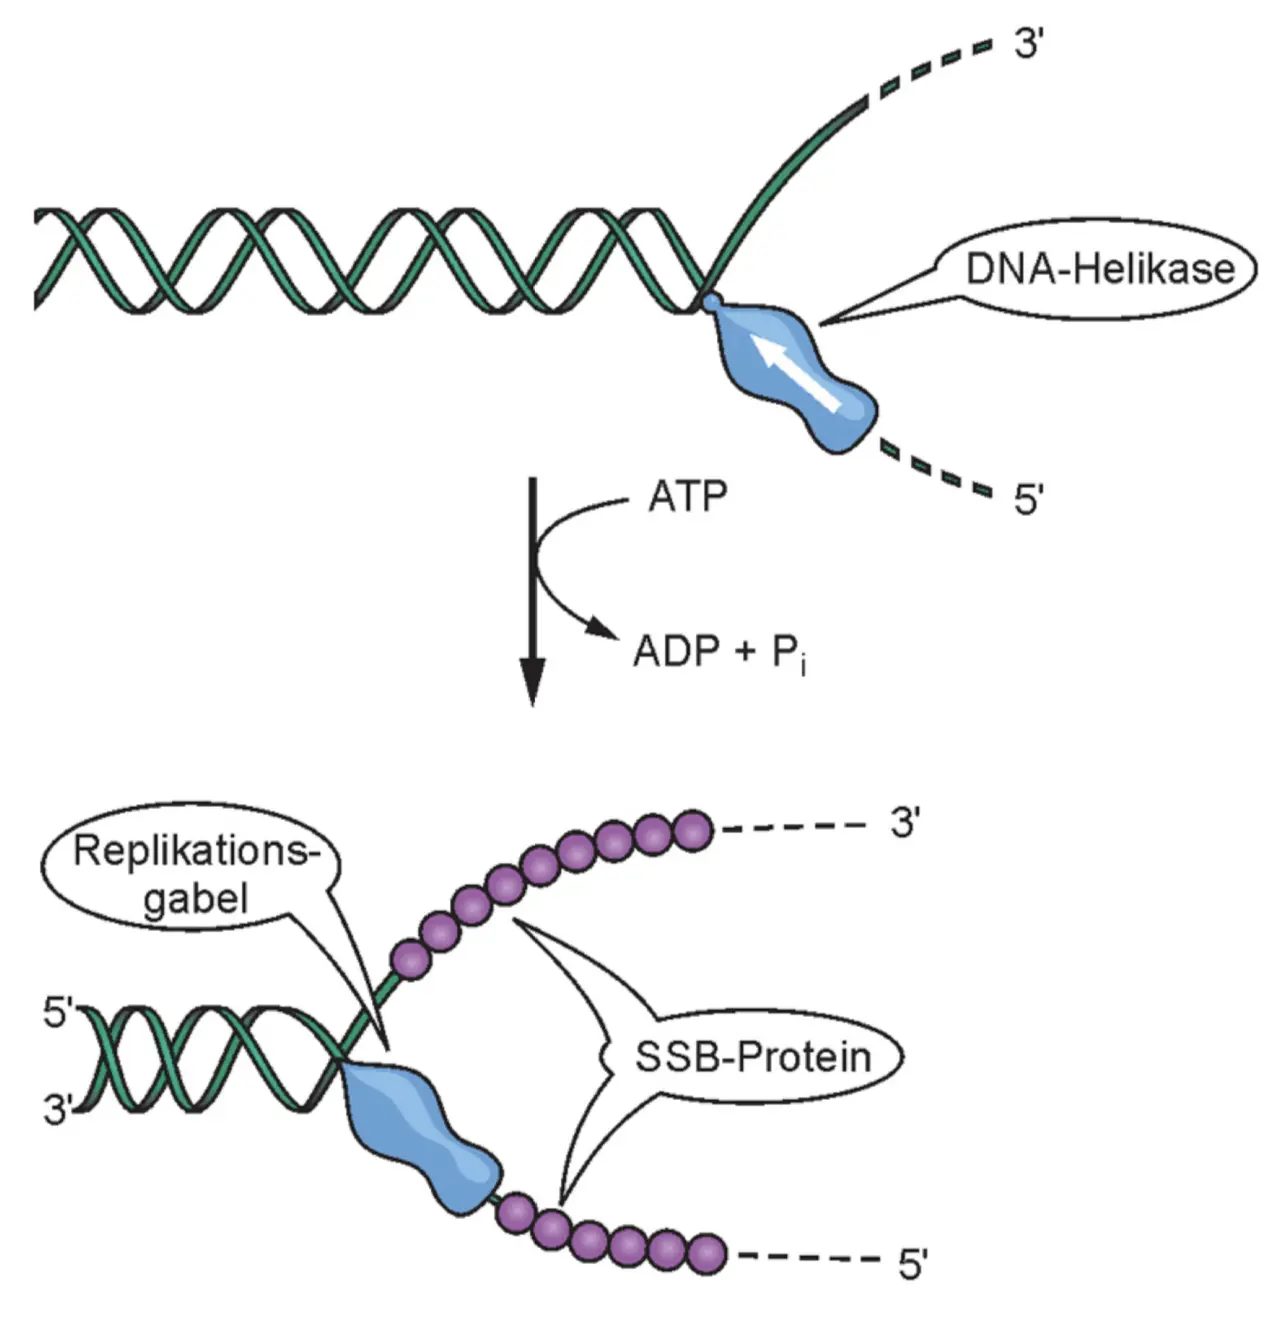 3'
DNA-Helikase
5'
ATP
ADP + Pi
Replikations-
gabel
3'
5'
3'
SSB-Protein
5'